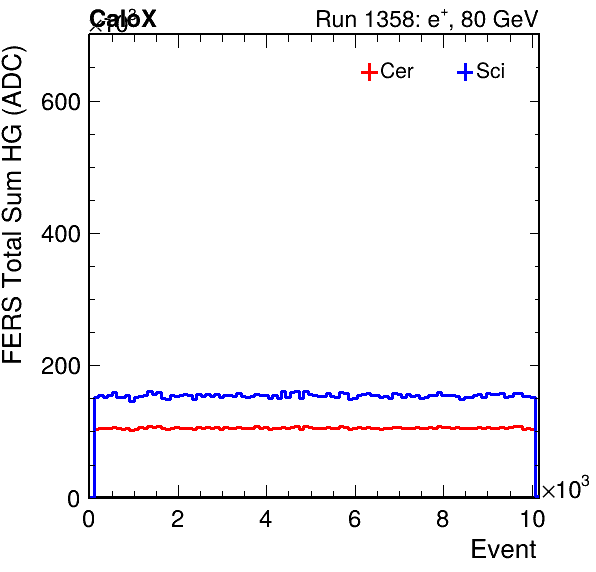 ×10³
CaloX Run 1358: e⁺, 80 GeV
Cer Sci
FERS Total Sum HG (ADC)
600
400
200
0
0 2 4 6 8 10
×10³
Event